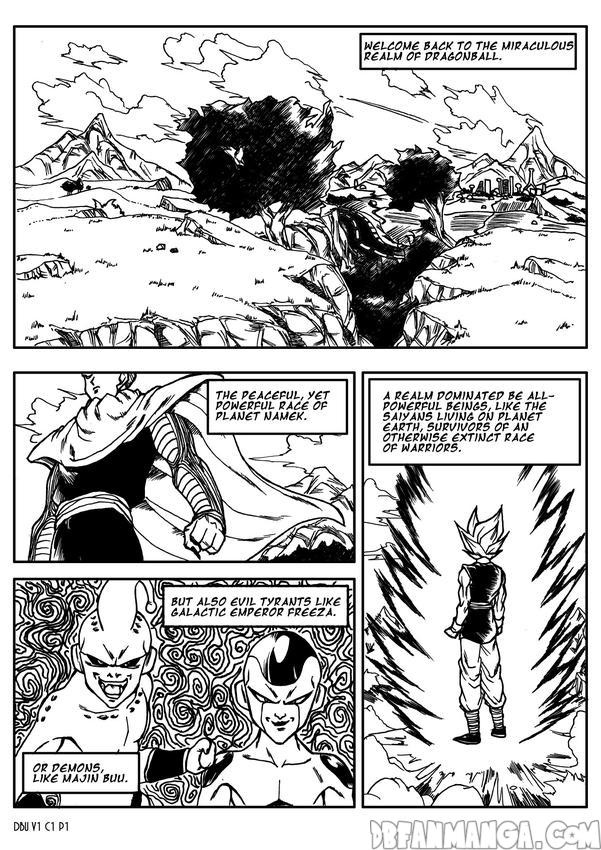 WELCOME BACK TO THE MIRACULOUS
REALM OF DRAGONBALL.
THE PEACEFUL, YET
POWERFUL RACE OF
PLANET NAMEK.
A REALM DOMINATED BE ALL-
POWERFUL BEINGS, LIKE THE
SAIYANS LIVING ON PLANET
EARTH, SURVIVORS OF AN
OTHERWISE EXTINCT RACE
OF WARRIORS.
BUT ALSO EVIL TYRANTS LIKE
GALACTIC EMPEROR FREEZA.
OR DEMONS,
LIKE MAJIN BUU.
DBU V1 C1 P1
DBFANMANGA.COM